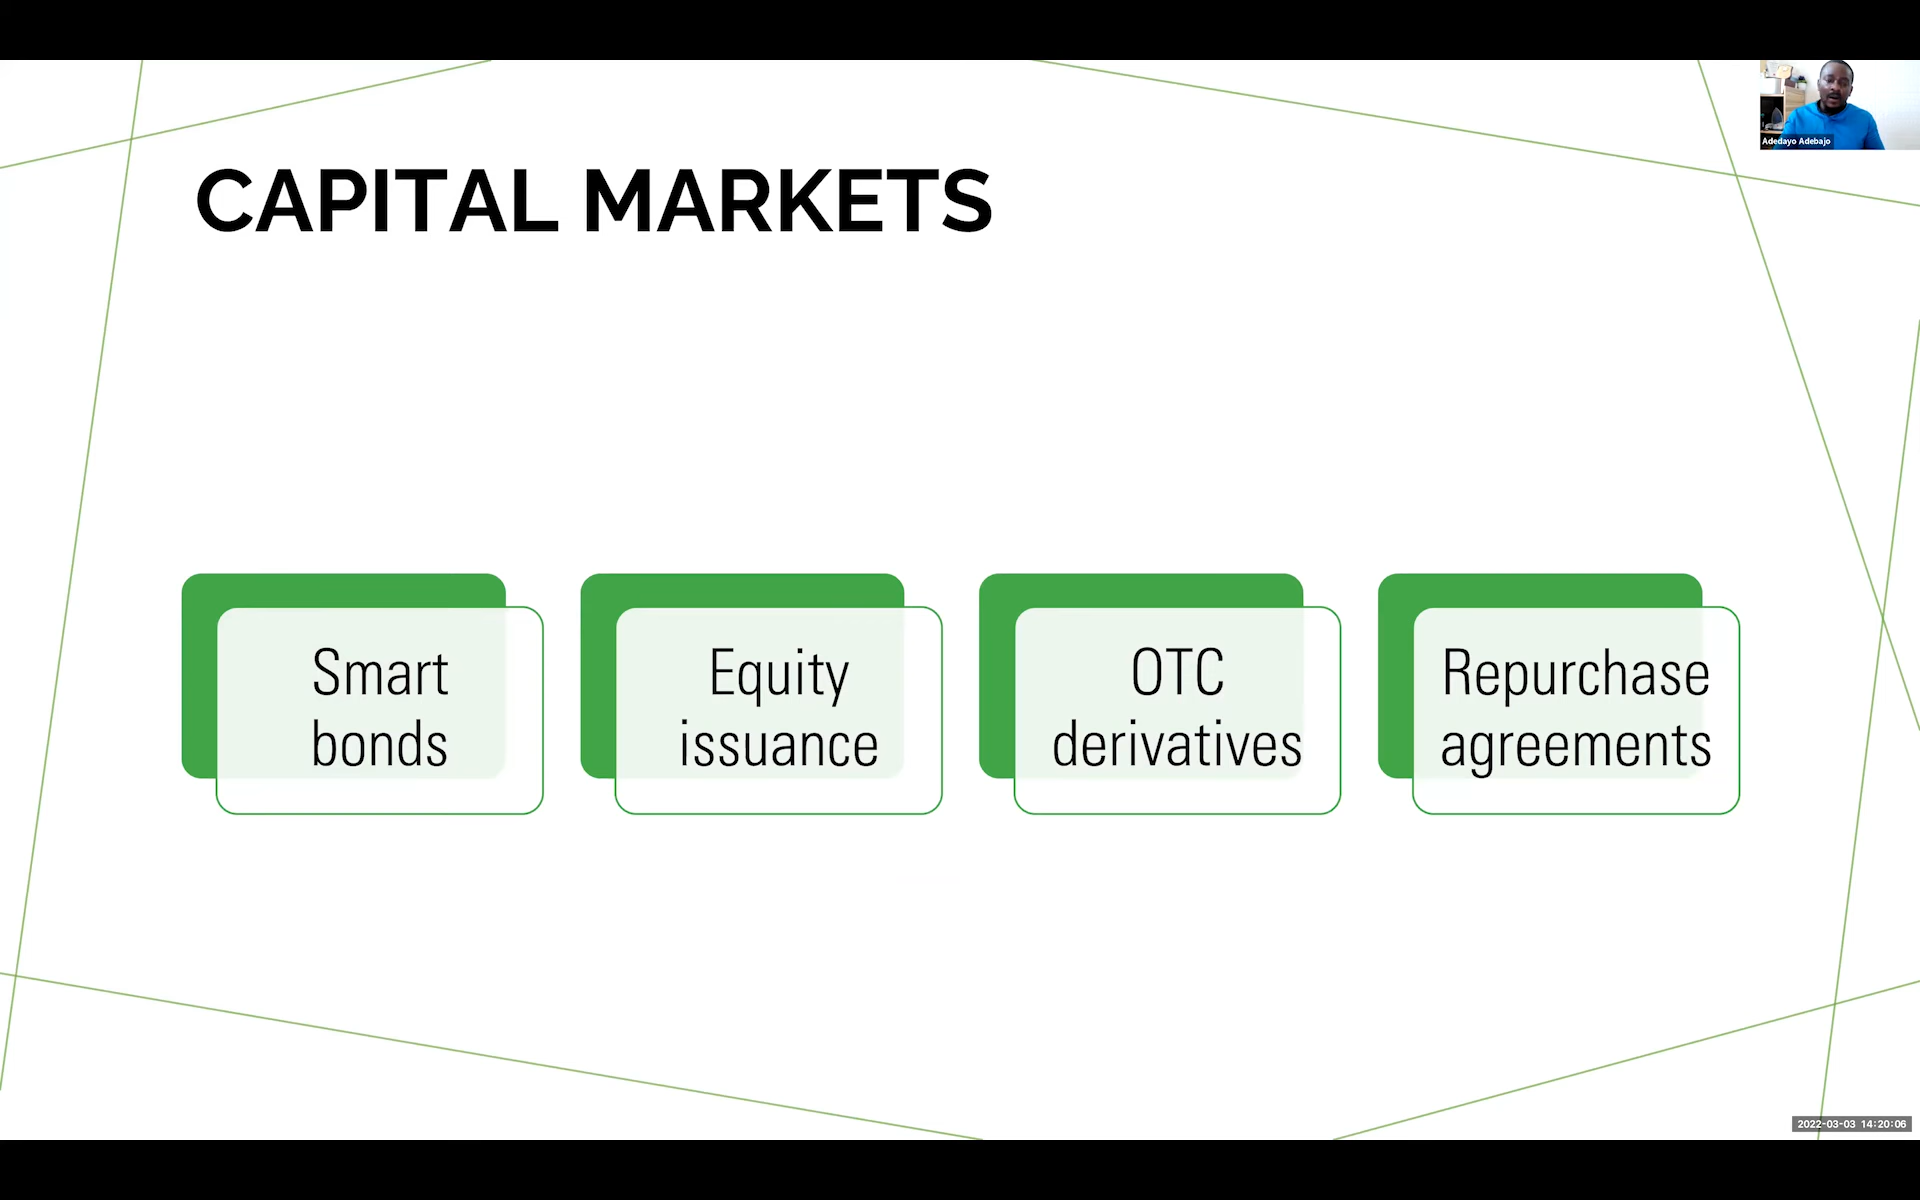 Adedayo Adebajo
CAPITAL MARKETS
Smart
bonds
Equity
issuance
OTC
derivatives
Repurchase
agreements
2022-03-03 14:20:06